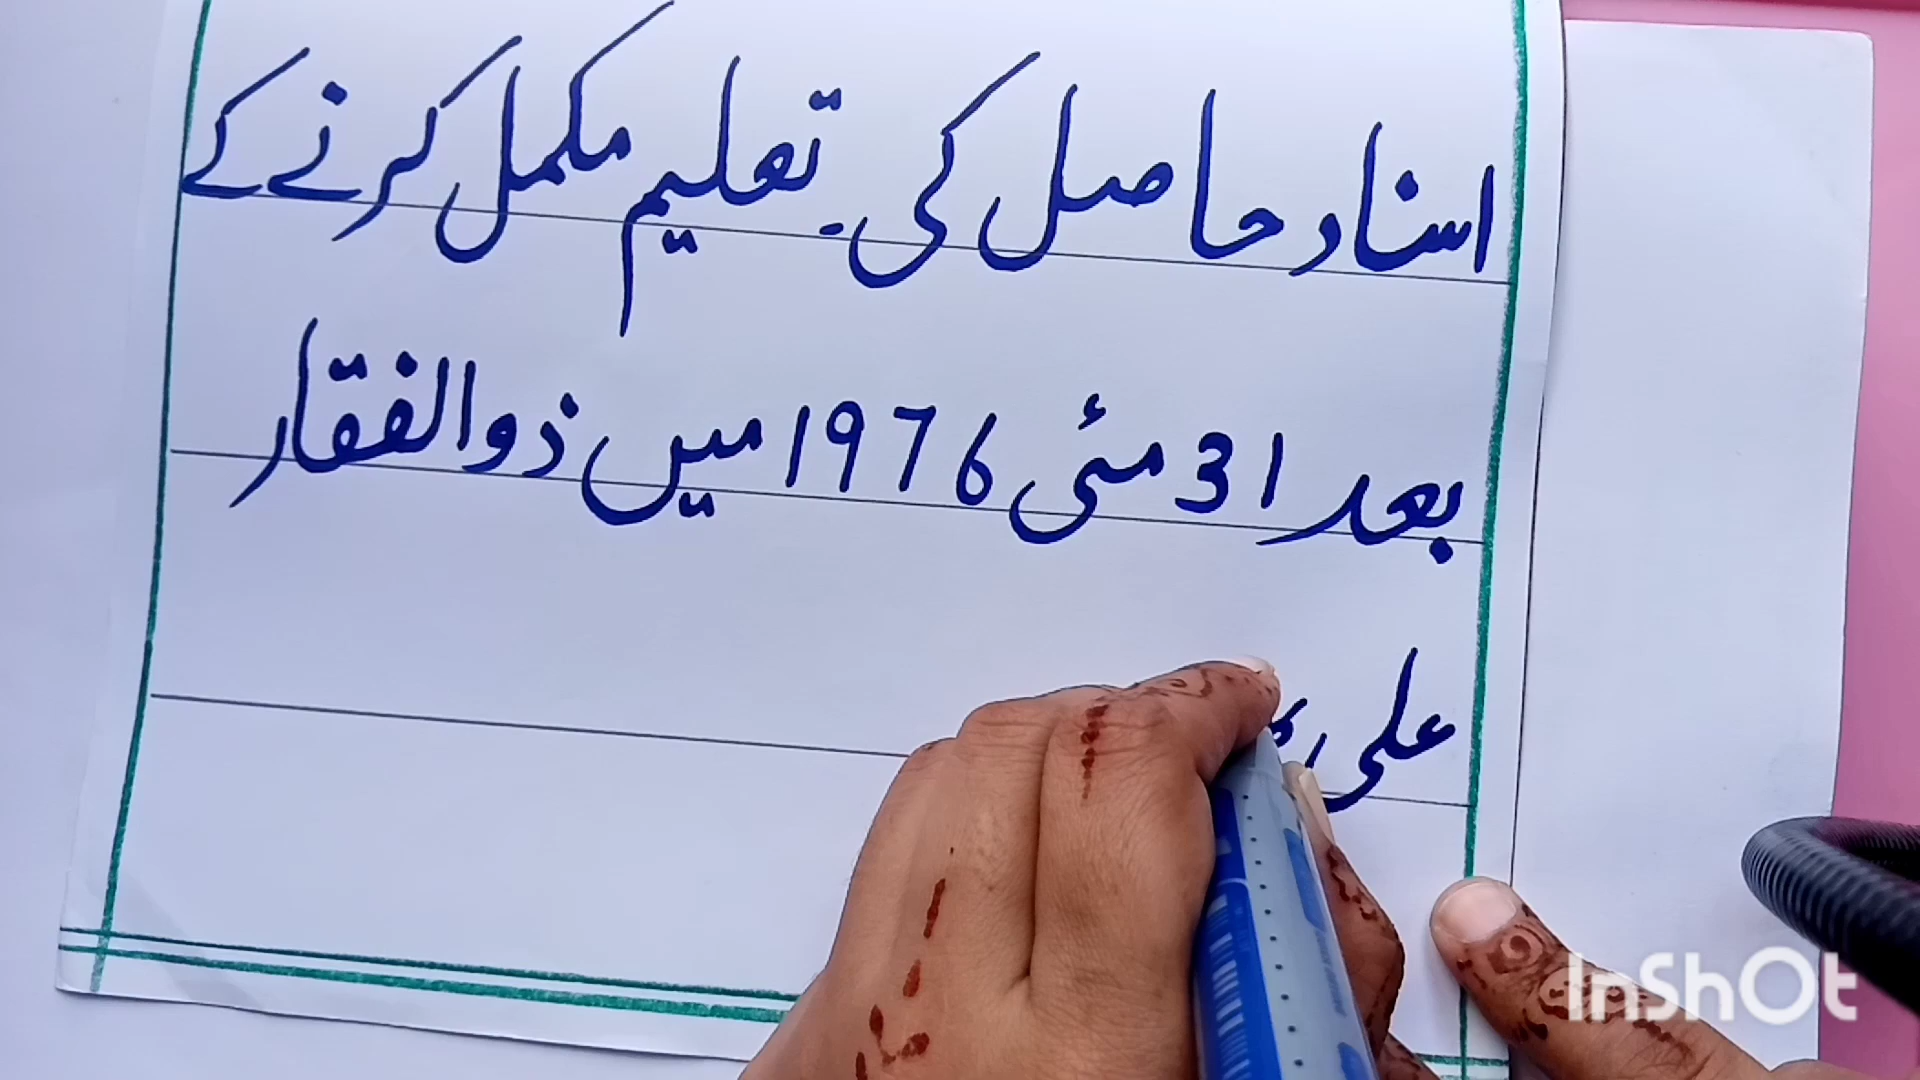 اسناد حاصل کی۔ تعلیم مکمل کرنے کے
بعد 31 مئی 1976 میں ذوالفقار
علی
InShOt